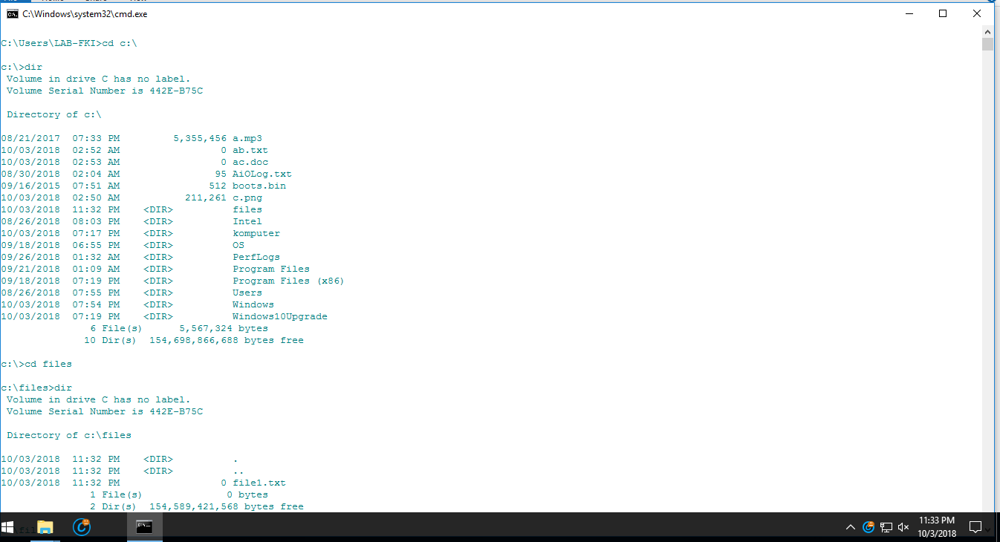 C:\Windows\system32\cmd.exe
C:\Users\LAB-FKI>cd c:\
c:\>dir
 Volume in drive C has no label.
 Volume Serial Number is 442E-B75C
 Directory of c:\
08/21/2017  07:33 PM         5,355,456 a.mp3
10/03/2018  02:52 AM                 0 ab.txt
10/03/2018  02:53 AM                 0 ac.doc
08/30/2018  02:04 AM                95 AiOLog.txt
09/16/2015  07:51 AM               512 boots.bin
10/03/2018  02:50 AM           211,261 c.png
10/03/2018  11:32 PM    <DIR>          files
08/26/2018  08:03 PM    <DIR>          Intel
10/03/2018  07:17 PM    <DIR>          komputer
09/18/2018  06:55 PM    <DIR>          OS
09/26/2018  01:32 AM    <DIR>          PerfLogs
09/21/2018  01:09 AM    <DIR>          Program Files
09/18/2018  07:19 PM    <DIR>          Program Files (x86)
08/26/2018  07:55 PM    <DIR>          Users
10/03/2018  07:54 PM    <DIR>          Windows
10/03/2018  07:19 PM    <DIR>          Windows10Upgrade
               6 File(s)      5,567,324 bytes
              10 Dir(s)  154,698,866,688 bytes free
c:\>cd files
c:\files>dir
 Volume in drive C has no label.
 Volume Serial Number is 442E-B75C
 Directory of c:\files
10/03/2018  11:32 PM    <DIR>          .
10/03/2018  11:32 PM    <DIR>          ..
10/03/2018  11:32 PM                 0 file1.txt
               1 File(s)              0 bytes
               2 Dir(s)  154,589,421,568 bytes free
11:33 PM
10/3/2018